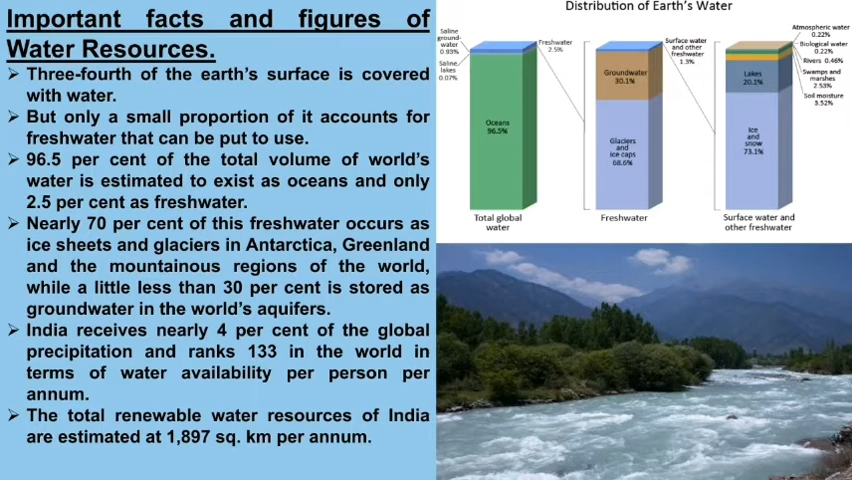 Important facts and figures of
Water Resources.
➢ Three-fourth of the earth's surface is covered
with water.
➢ But only a small proportion of it accounts for
freshwater that can be put to use.
➢ 96.5 per cent of the total volume of world's
water is estimated to exist as oceans and only
2.5 per cent as freshwater.
➢ Nearly 70 per cent of this freshwater occurs as
ice sheets and glaciers in Antarctica, Greenland
and the mountainous regions of the world,
while a little less than 30 per cent is stored as
groundwater in the world's aquifers.
➢ India receives nearly 4 per cent of the global
precipitation and ranks 133 in the world in
terms of water availability per person per
annum.
➢ The total renewable water resources of India
are estimated at 1,897 sq. km per annum.
Distribution of Earth's Water
Saline
ground-
water
0.93%
Saline
lakes
0.07%
Oceans
96.5%
Total global
water
Freshwater
2.5%
Groundwater
30.1%
Glaciers
and
ice caps
68.6%
Freshwater
Surface water
and other
freshwater
1.3%
Lakes
20.1%
Ice
and
snow
73.1%
Surface water and
other freshwater
Atmospheric water
0.22%
Biological water
0.22%
Rivers 0.46%
Swamps and
marshes
2.53%
Soil moisture
3.52%